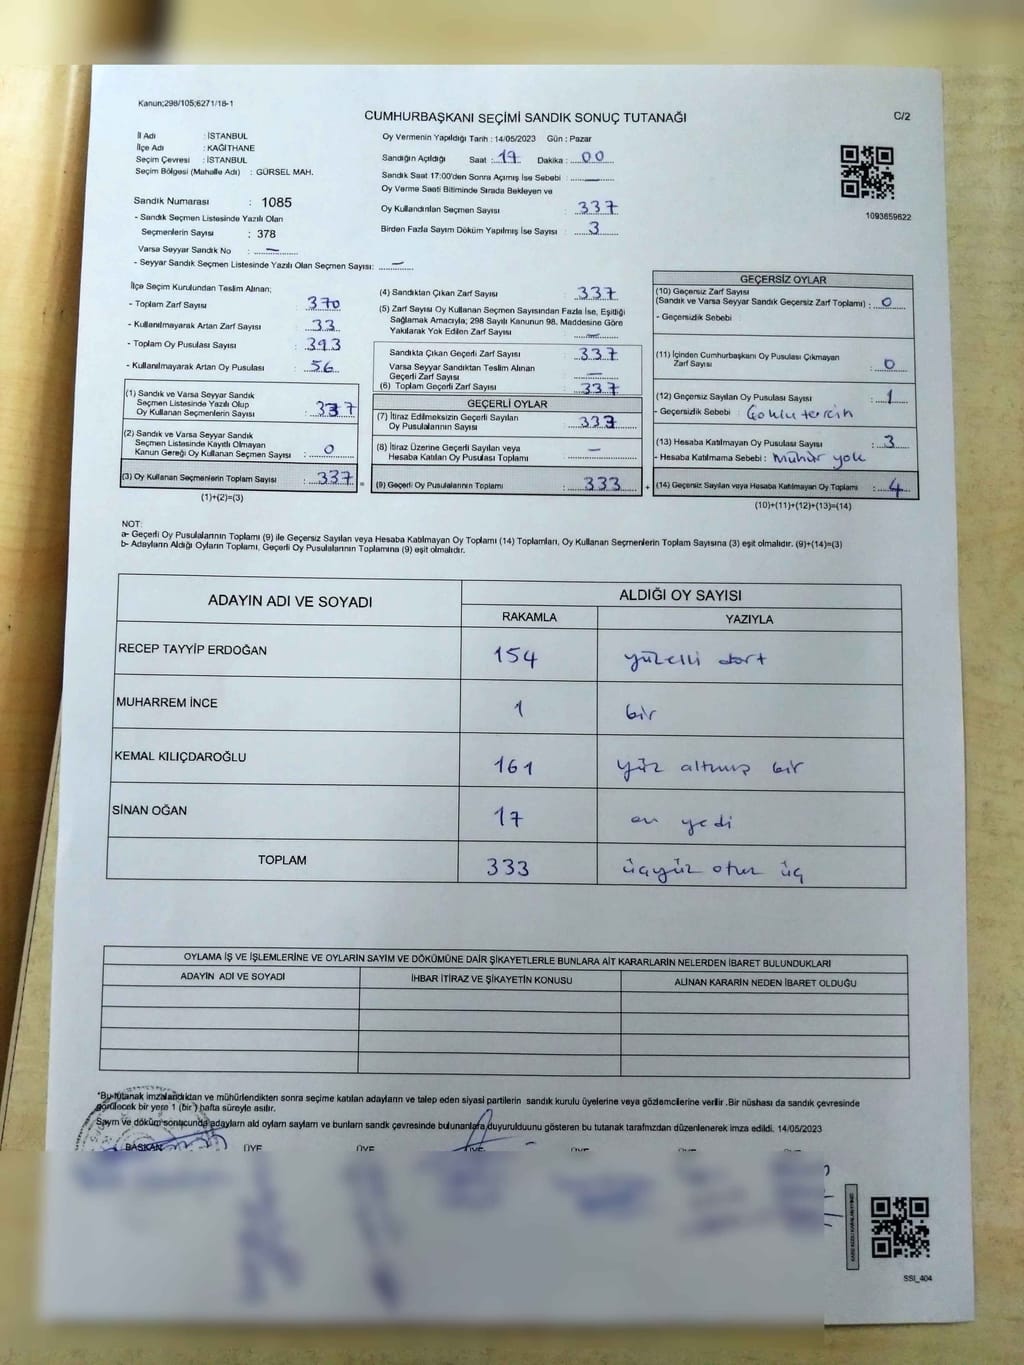 Kanun;298/105;6271/18-1
CUMHURBAŞKANI SEÇİMİ SANDIK SONUÇ TUTANAĞI
C/2
İl Adı : İSTANBUL
İlçe Adı : KAĞITHANE
Seçim Çevresi : İSTANBUL
Seçim Bölgesi (Mahalle Adı) : GÜRSEL MAH.
Sandık Numarası : 1085
- Sandık Seçmen Listesinde Yazılı Olan
Seçmenlerin Sayısı : 378
Varsa Seyyar Sandık No : —
- Seyyar Sandık Seçmen Listesinde Yazılı Olan Seçmen Sayısı: —
Oy Vermenin Yapıldığı Tarih : 14/05/2023 Gün : Pazar
Sandığın Açıldığı Saat : 17 Dakika : 00
Sandık Saat 17:00'den Sonra Açılmış İse Sebebi : —
Oy Verme Saati Bitiminde Sırada Bekleyen ve
Oy Kullandırılan Seçmen Sayısı : 337
Birden Fazla Sayım Döküm Yapılmış İse Sayısı : 3
1093659622
İlçe Seçim Kurulundan Teslim Alınan;
- Toplam Zarf Sayısı : 370
- Kullanılmayarak Artan Zarf Sayısı : 33
- Toplam Oy Pusulası Sayısı : 393
- Kullanılmayarak Artan Oy Pusulası : 56
(1) Sandık ve Varsa Seyyar Sandık
Seçmen Listesinde Yazılı Olup
Oy Kullanan Seçmenlerin Sayısı : 337
(2) Sandık ve Varsa Seyyar Sandık
Seçmen Listesinde Kayıtlı Olmayan
Kanun Gereği Oy Kullanan Seçmen Sayısı : 0
(3) Oy Kullanan Seçmenlerin Toplam Sayısı : 337 =
(1)+(2)=(3)
(4) Sandıktan Çıkan Zarf Sayısı : 337
(5) Zarf Sayısı Oy Kullanan Seçmen Sayısından Fazla İse, Eşitliği
Sağlamak Amacıyla; 298 Sayılı Kanunun 98. Maddesine Göre
Yakılarak Yok Edilen Zarf Sayısı : —
Sandıkta Çıkan Geçerli Zarf Sayısı : 337
Varsa Seyyar Sandıktan Teslim Alınan
Geçerli Zarf Sayısı : —
(6) Toplam Geçerli Zarf Sayısı : 337
GEÇERLİ OYLAR
(7) İtiraz Edilmeksizin Geçerli Sayılan
Oy Pusulalarının Sayısı : 333
(8) İtiraz Üzerine Geçerli Sayılan veya
Hesaba Katılan Oy Pusulası Toplamı : —
(9) Geçerli Oy Pusulalarının Toplamı : 333 +
GEÇERSİZ OYLAR
(10) Geçersiz Zarf Sayısı
(Sandık ve Varsa Seyyar Sandık Geçersiz Zarf Toplamı) : 0
- Geçersizlik Sebebi
(11) İçinden Cumhurbaşkanı Oy Pusulası Çıkmayan
Zarf Sayısı : 0
(12) Geçersiz Sayılan Oy Pusulası Sayısı : 1
- Geçersizlik Sebebi : Çoklu tercih
(13) Hesaba Katılmayan Oy Pusulası Sayısı : 3
- Hesaba Katılmama Sebebi : Mühür yok
(14) Geçersiz Sayılan veya Hesaba Katılmayan Oy Toplamı : 4
(10)+(11)+(12)+(13)=(14)
NOT:
a- Geçerli Oy Pusulalarının Toplamı (9) ile Geçersiz Sayılan veya Hesaba Katılmayan Oy Toplamı (14) Toplamları, Oy Kullanan Seçmenlerin Toplam Sayısına (3) eşit olmalıdır. (9)+(14)=(3)
b- Adayların Aldığı Oyların Toplamı, Geçerli Oy Pusulalarının Toplamına (9) eşit olmalıdır.
ADAYIN ADI VE SOYADI
ALDIĞI OY SAYISI
RAKAMLA YAZIYLA
RECEP TAYYİP ERDOĞAN 154 yüzelli dört
MUHARREM İNCE 1 bir
KEMAL KILIÇDAROĞLU 161 yüz altmış bir
SİNAN OĞAN 17 on yedi
TOPLAM 333 üçyüz otuz üç
OYLAMA İŞ VE İŞLEMLERİNE VE OYLARIN SAYIM VE DÖKÜMÜNE DAİR ŞİKAYETLERLE BUNLARA AİT KARARLARIN NELERDEN İBARET BULUNDUKLARI
ADAYIN ADI VE SOYADI İHBAR İTİRAZ VE ŞİKAYETİN KONUSU ALINAN KARARIN NEDEN İBARET OLDUĞU
*Bu tutanak imzalandıktan ve mühürlendikten sonra seçime katılan adayların ve talep eden siyasi partilerin sandık kurulu üyelerine veya gözlemcilerine verilir .Bir nüshası da sandık çevresinde
görülecek bir yere 1 (bir ) hafta süreyle asılır.
Sayım ve döküm sonucunda adayların ald oyların sayıların ve bunların sandk çevresinde bulunanlara duyurulduunu gösteren bu tutanak tarafmzdan düzenlenerek imza edildi. 14/05/2023
BAŞKAN ÜYE ÜYE ÜYE ÜYE ÜYE ÜYE
SSİ_404